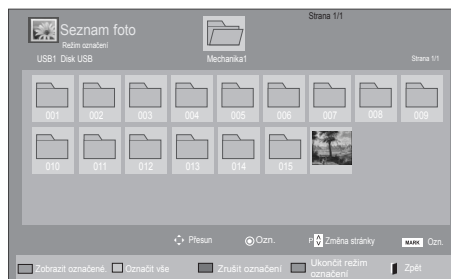 Strana 1/1
Seznam foto
Režim označení
USB1 Disk USB
Mechanika1
Strana 1/1
001 002 003 004 005 006 007 008 009
010 011 012 013 014 015
Přesun Ozn. P Změna stránky MARK Ozn.
Zobrazit označené. Označit vše Zrušit označení Ukončit režim označení Zpět